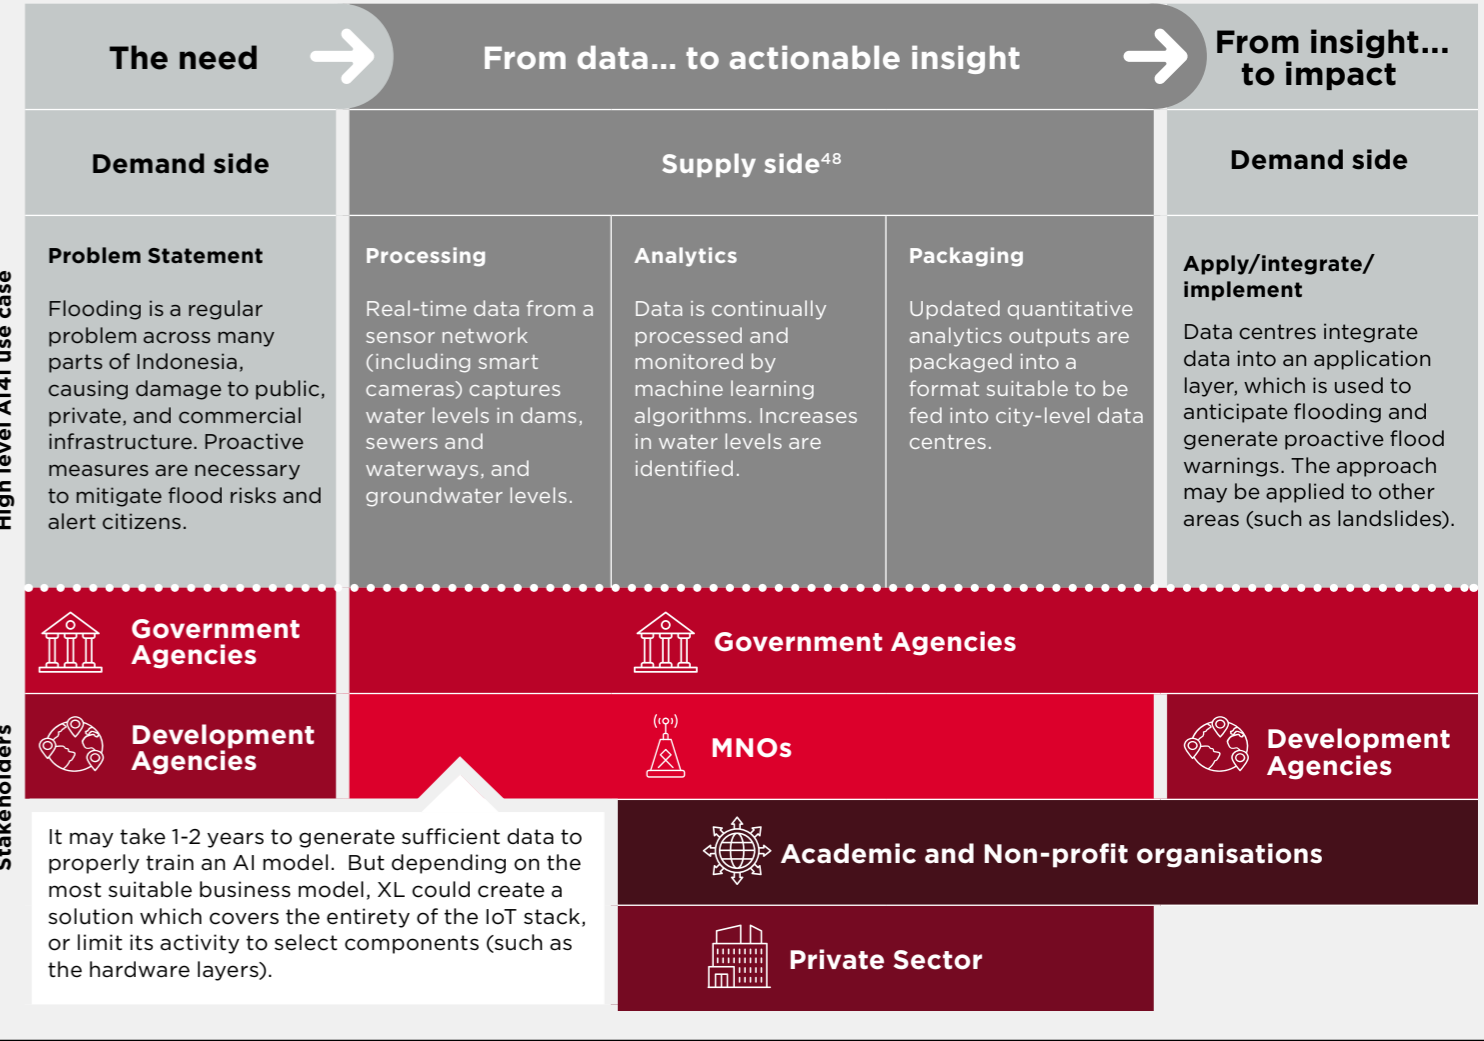 The need
From data... to actionable insight
From insight...
to impact
Demand side
Supply side48
Demand side
High level AI4I use case
Problem Statement
Flooding is a regular
problem across many
parts of Indonesia,
causing damage to public,
private, and commercial
infrastructure. Proactive
measures are necessary
to mitigate flood risks and
alert citizens.
Processing
Real-time data from a
sensor network
(including smart
cameras) captures
water levels in dams,
sewers and
waterways, and
groundwater levels.
Analytics
Data is continually
processed and
monitored by
machine learning
algorithms. Increases
in water levels are
identified.
Packaging
Updated quantitative
analytics outputs are
packaged into a
format suitable to be
fed into city-level data
centres.
Apply/integrate/
implement
Data centres integrate
data into an application
layer, which is used to
anticipate flooding and
generate proactive flood
warnings. The approach
may be applied to other
areas (such as landslides).
Stakeholders
Government
Agencies
Government Agencies
Development
Agencies
MNOs
Development
Agencies
It may take 1-2 years to generate sufficient data to
properly train an AI model. But depending on the
most suitable business model, XL could create a
solution which covers the entirety of the IoT stack,
or limit its activity to select components (such as
the hardware layers).
Academic and Non-profit organisations
Private Sector